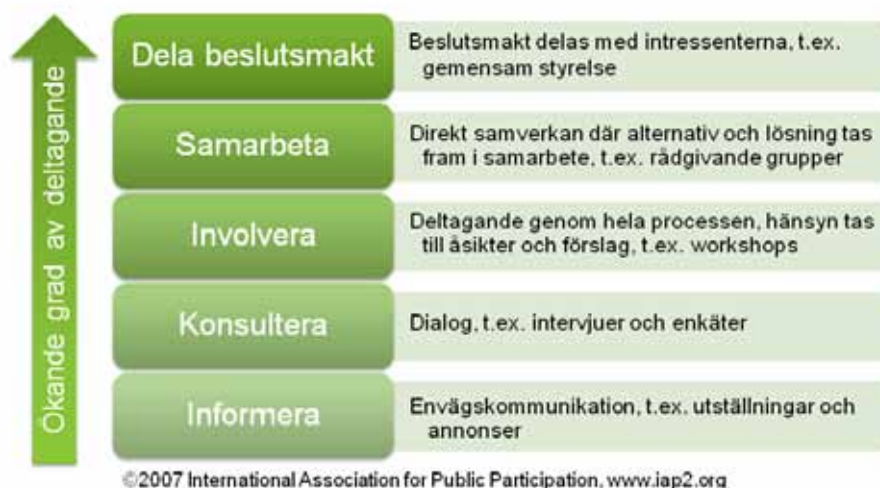 Ökande grad av deltagande
Dela beslutsmakt
Beslutsmakt delas med intressenterna, t.ex.
gemensam styrelse
Samarbeta
Direkt samverkan där alternativ och lösning tas
fram i samarbete, t.ex. rådgivande grupper
Involvera
Deltagande genom hela processen, hänsyn tas
till åsikter och förslag, t.ex. workshops
Konsultera
Dialog, t.ex. intervjuer och enkäter
Informera
Envägskommunikation, t.ex. utställningar och
annonser
©2007 International Association for Public Participation, www.iap2.org